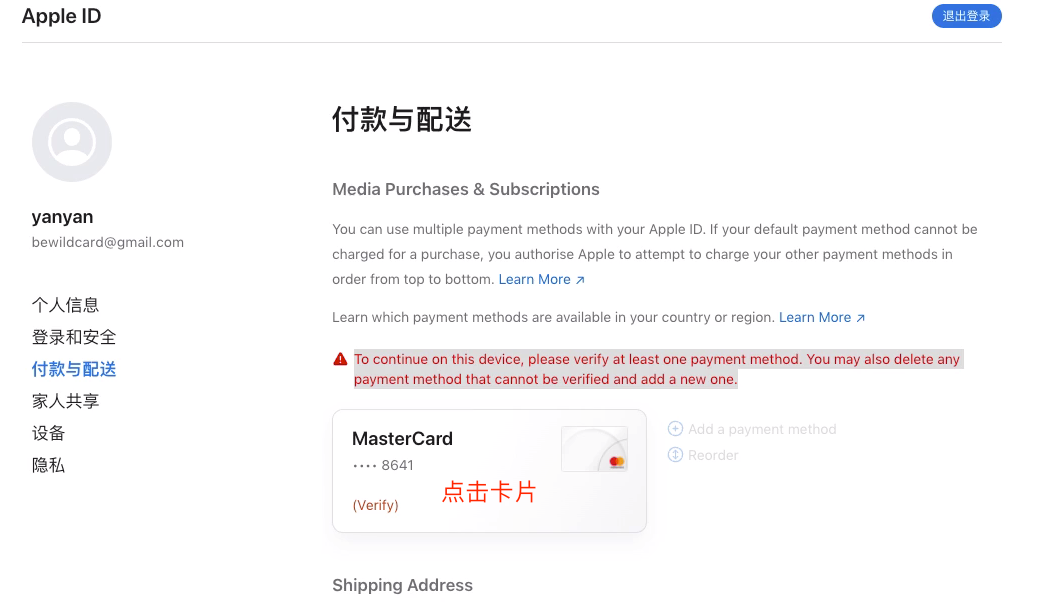 Apple ID
退出登录
yanyan
bewildcard@gmail.com
个人信息
登录和安全
付款与配送
家人共享
设备
隐私
付款与配送
Media Purchases & Subscriptions
You can use multiple payment methods with your Apple ID. If your default payment method cannot be
charged for a purchase, you authorise Apple to attempt to charge your other payment methods in
order from top to bottom. Learn More ↗
Learn which payment methods are available in your country or region. Learn More ↗
To continue on this device, please verify at least one payment method. You may also delete any
payment method that cannot be verified and add a new one.
MasterCard
•••• 8641
(Verify)
点击卡片
Add a payment method
Reorder
Shipping Address